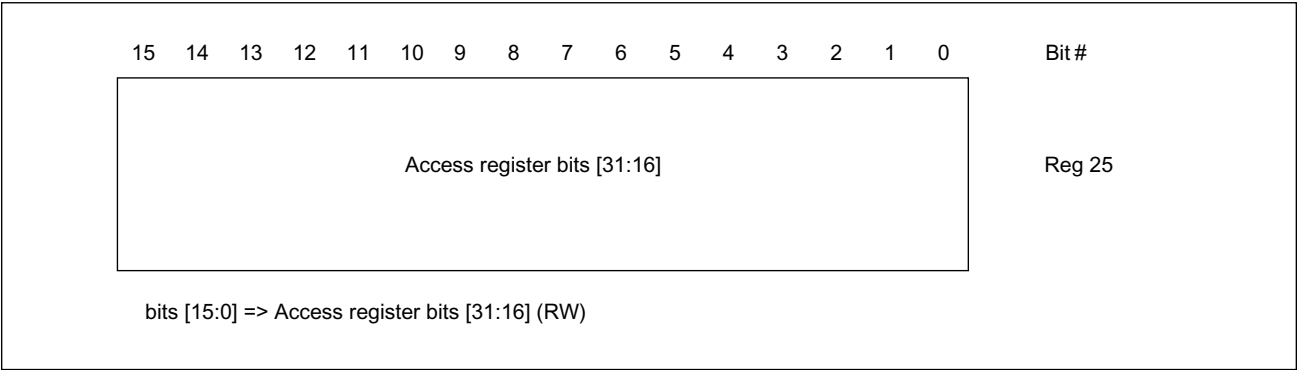 15 14 13 12 11 10 9 8 7 6 5 4 3 2 1 0 Bit #
Access register bits [31:16] Reg 25
bits [15:0] => Access register bits [31:16] (RW)